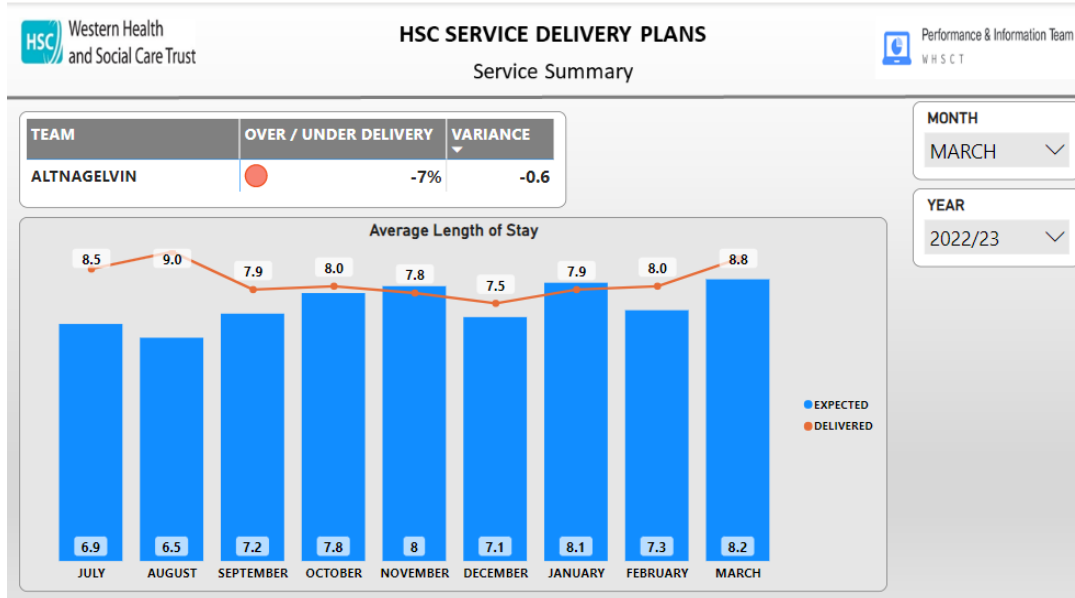 HSC
Western Health
and Social Care Trust
HSC SERVICE DELIVERY PLANS
Service Summary
Performance & Information Team
WHSCT
TEAM OVER / UNDER DELIVERY VARIANCE
ALTNAGELVIN -7% -0.6
MONTH
MARCH
YEAR
2022/23
Average Length of Stay
8.5 9.0 7.9 8.0 7.8 7.5 7.9 8.0 8.8
EXPECTED
DELIVERED
6.9 6.5 7.2 7.8 8 7.1 8.1 7.3 8.2
JULY AUGUST SEPTEMBER OCTOBER NOVEMBER DECEMBER JANUARY FEBRUARY MARCH